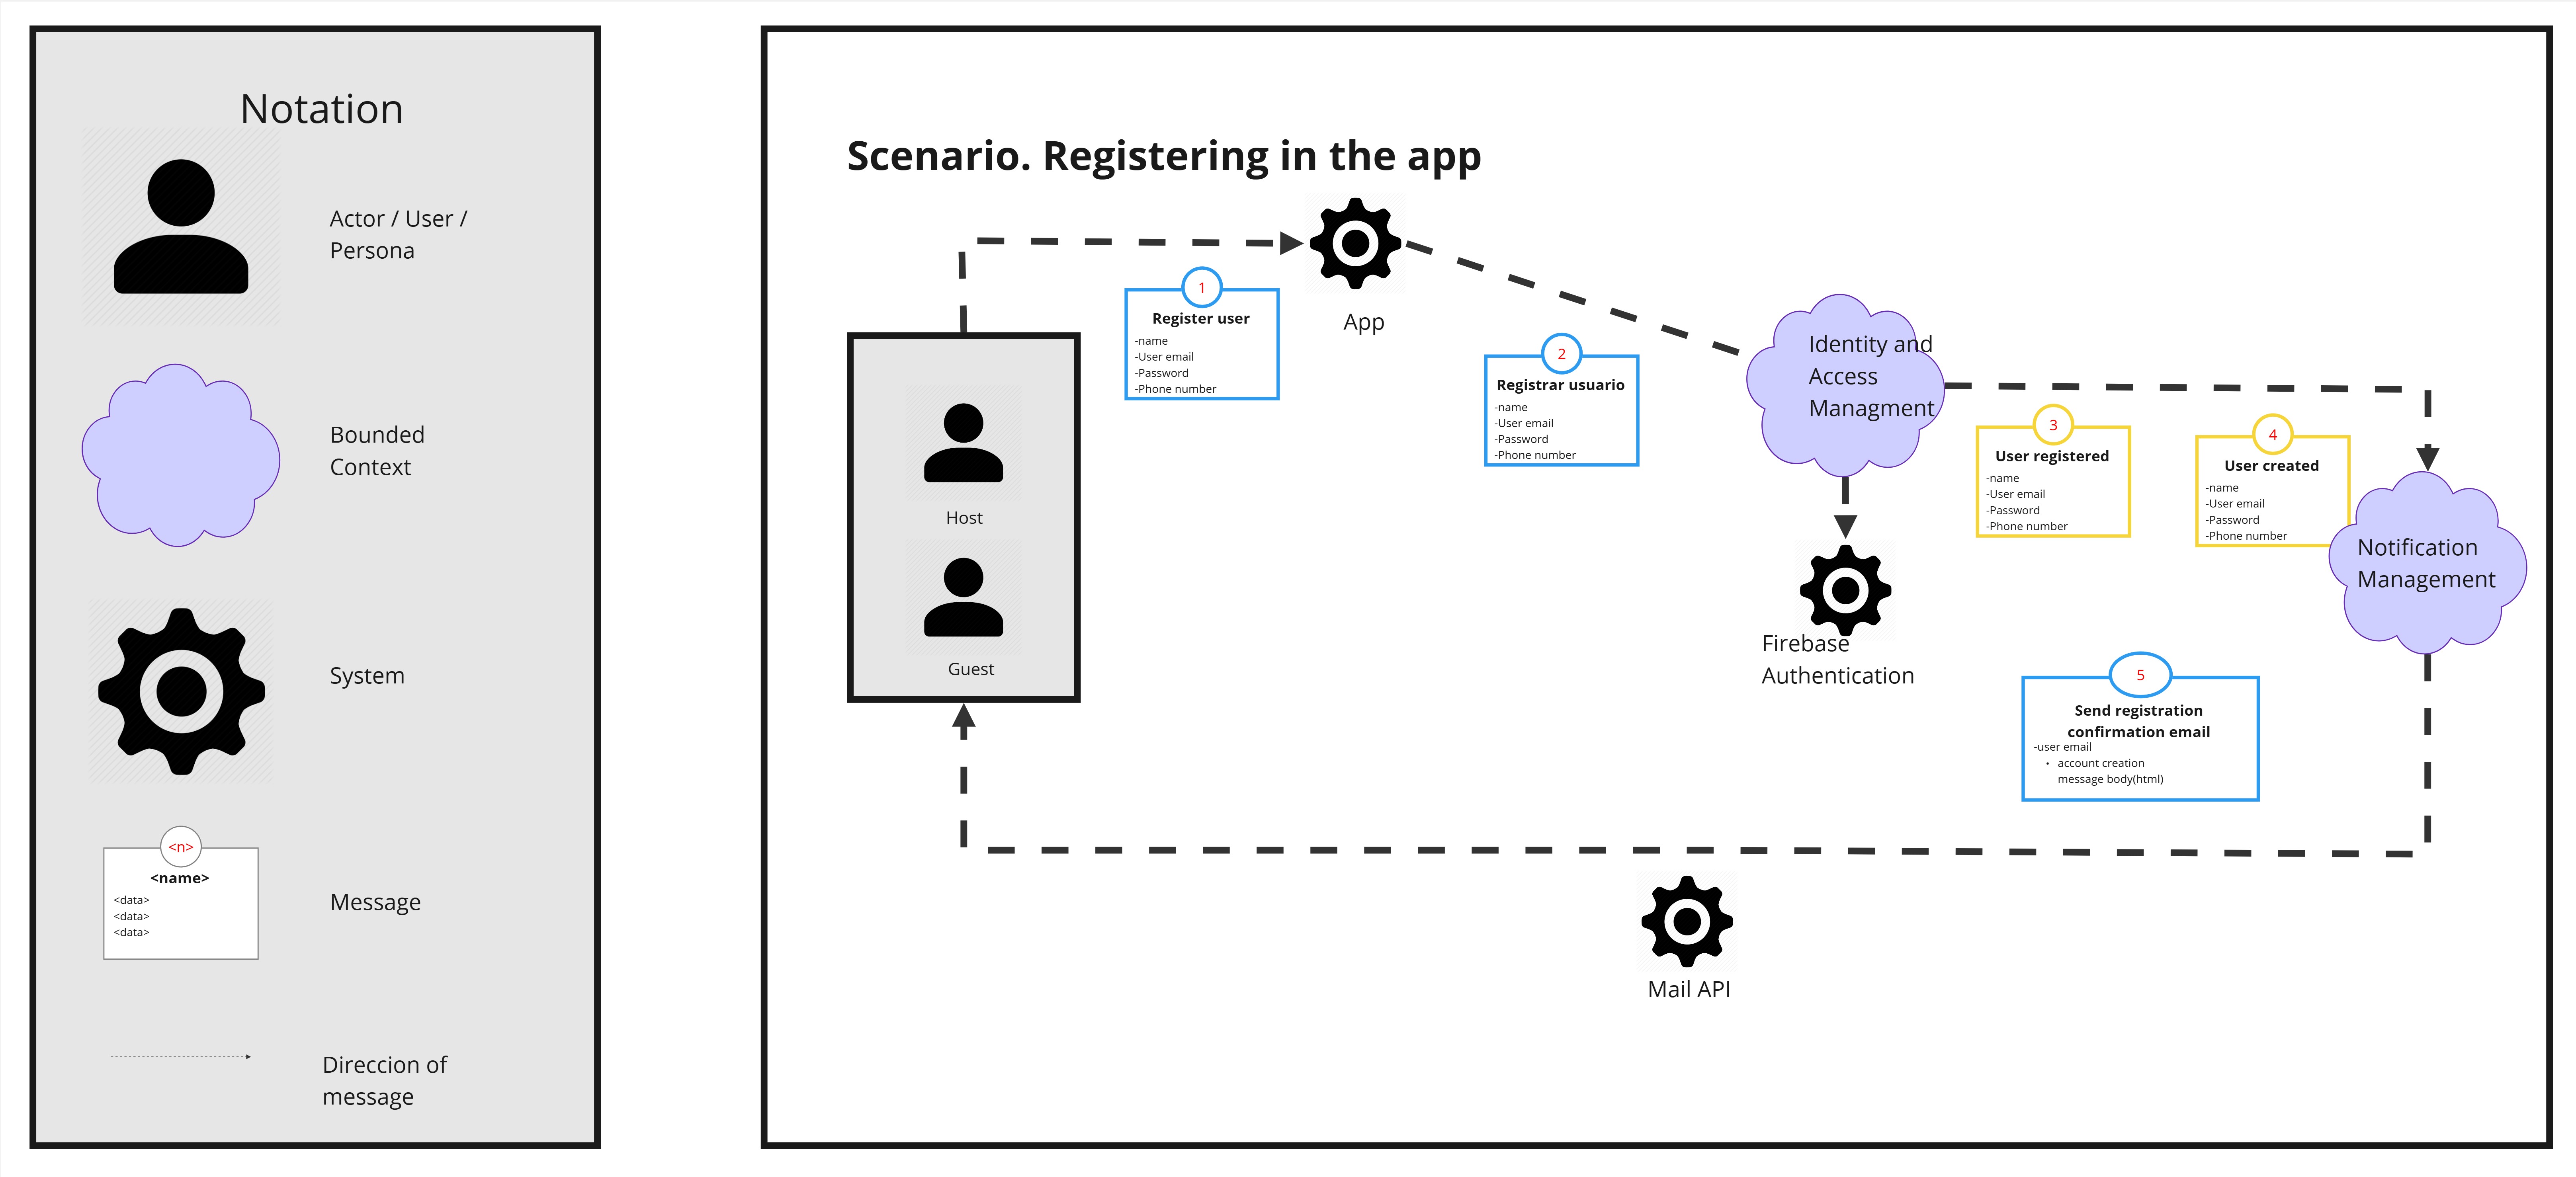 Notation
Actor / User /
Persona
Bounded
Context
System
<n>
<name>
<data>
<data>
<data>
Message
Direccion of
message
Scenario. Registering in the app
App
1
Register user
-name
-User email
-Password
-Phone number
Host
Guest
2
Registrar usuario
-name
-User email
-Password
-Phone number
Identity and
Access
Managment
Firebase
Authentication
3
User registered
-name
-User email
-Password
-Phone number
4
User created
-name
-User email
-Password
-Phone number
Notification
Management
5
Send registration
confirmation email
-user email
• account creation
message body(html)
Mail API